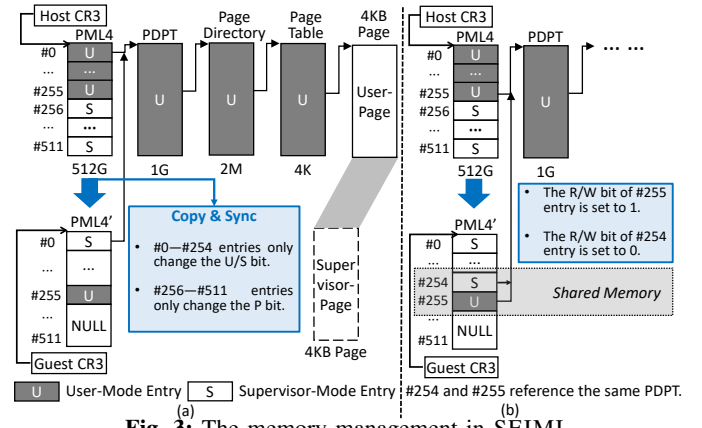 Host CR3
PML4
#0
U
...
...
#255
U
#256
S
...
...
#511
S
512G
PDPT
U
1G
Page
Directory
U
2M
Page
Table
U
4K
4KB
Page
User-
Page
Copy & Sync
• #0—#254 entries only
change the U/S bit.
• #256—#511 entries
only change the P bit.
PML4'
#0
S
...
...
#255
U
...
NULL
#511
Guest CR3
Super
visor-
Page
4KB Page
Host CR3
PML4
#0
U
...
...
#255
U
#256
S
...
...
#511
S
512G
PDPT
U
1G
... ...
• The R/W bit of #255
entry is set to 1.
• The R/W bit of #254
entry is set to 0.
PML4'
#0
S
...
...
#254
S
#255
U
Shared Memory
...
NULL
#511
Guest CR3
U User-Mode Entry S Supervisor-Mode Entry #254 and #255 reference the same PDPT.
(a) (b)
Fig. 3: The memory management in SEIMI